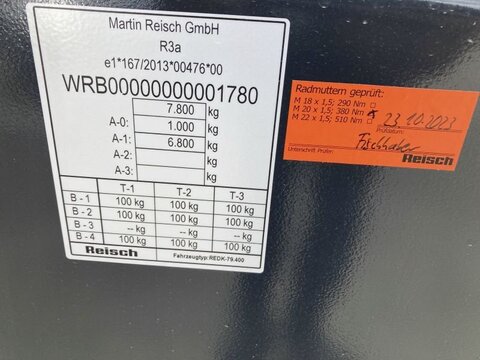 Martin Reisch GmbH
R3a
e1*167/2013*00476*00
WRB00000000001780
7.800 kg
A-0: 1.000 kg
A-1: 6.800 kg
A-2: kg
A-3: kg
T-1 T-2 T-3
B - 1 100 kg 100 kg 100 kg
B - 2 100 kg 100 kg 100 kg
B - 3 -- kg -- kg -- kg
B - 4 100 kg 100 kg 100 kg
Reisch Fahrzeugtyp: REDK-79.400
Radmuttern geprüft:
M 18 x 1,5; 290 Nm
M 20 x 1,5; 380 Nm
M 22 x 1,5; 510 Nm
23.10.2023
Prüfdatum:
Fischhaber
Unterschrift Prüfer:
Reisch